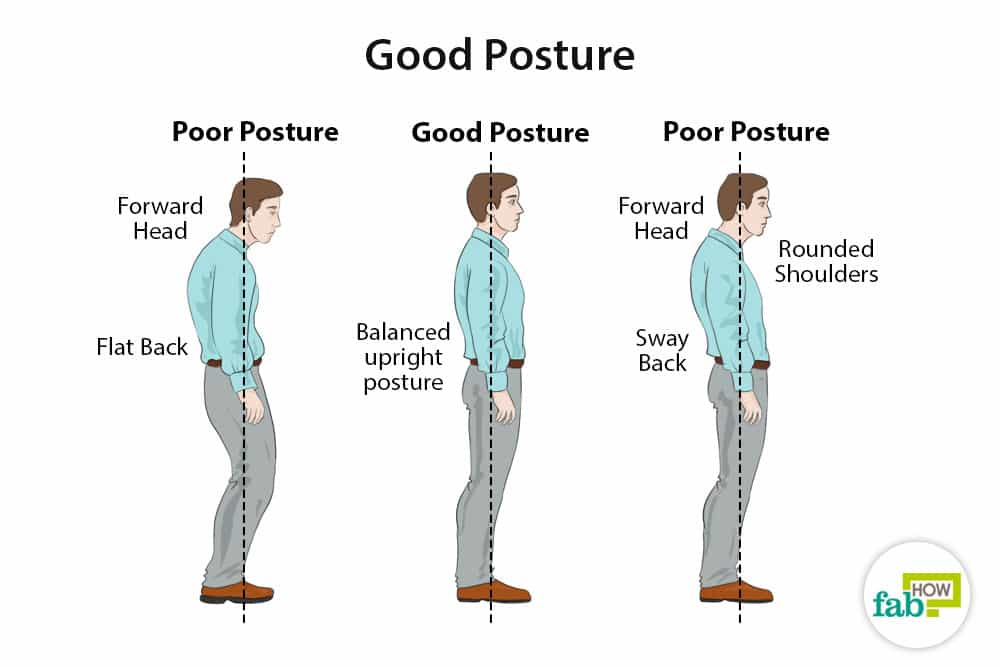 Good Posture
Poor Posture
Forward
Head
Flat Back
Good Posture
Balanced
upright
posture
Poor Posture
Forward
Head
Rounded
Shoulders
Sway
Back
fab HOW